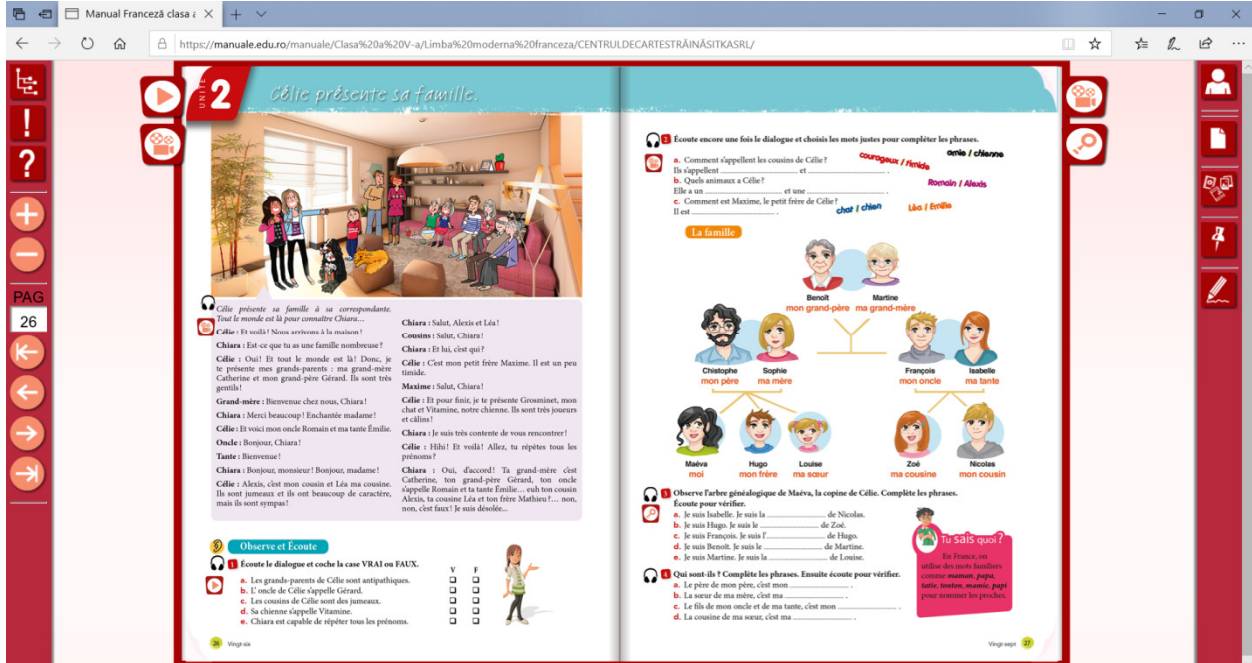 Manual Franceză clasa a
https://manuale.edu.ro/manuale/Clasa%20a%20V-a/Limba%20moderna%20franceza/CENTRULDECARTESTRĂINĂSITKASRL/
PAG
26
UNITÉ
2
Célie présente sa famille.
Célie présente sa famille à sa correspondante.
Tout le monde est là pour connaître Chiara…
Célie : Et voilà ! Nous arrivons à la maison !
Chiara : Est-ce que tu as une famille nombreuse ?
Célie : Oui! Et tout le monde est là! Donc, je
te présente mes grands-parents : ma grand-mère
Catherine et mon grand-père Gérard. Ils sont très
gentils !
Grand-mère : Bienvenue chez nous, Chiara !
Chiara : Merci beaucoup ! Enchantée madame !
Célie : Et voici mon oncle Romain et ma tante Émilie.
Oncle : Bonjour, Chiara !
Tante : Bienvenue !
Chiara : Bonjour, monsieur ! Bonjour, madame !
Célie : Alexis, c'est mon cousin et Léa ma cousine.
Ils sont jumeaux et ils ont beaucoup de caractère,
mais ils sont sympas !
Chiara : Salut, Alexis et Léa !
Cousins : Salut, Chiara !
Chiara : Et lui, c'est qui ?
Célie : C'est mon petit frère Maxime. Il est un peu
timide.
Maxime : Salut, Chiara !
Célie : Et pour finir, je te présente Grosminet, mon
chat et Vitamine, notre chienne. Ils sont très joueurs
et câlins !
Chiara : Je suis très contente de vous rencontrer !
Célie : Hihi! Et voilà! Allez, tu répètes tous les
prénoms ?
Chiara : Oui, d'accord! Ta grand-mère c'est
Catherine, ton grand-père Gérard, ton oncle
s'appelle Romain et ta tante Émilie… euh ton cousin
Alexis, ta cousine Léa et ton frère Mathieu ?… non,
non, c'est faux ! Je suis désolée...
Observe et Écoute
1 Écoute le dialogue et coche la case VRAI ou FAUX.
V F
a. Les grands-parents de Célie sont antipathiques.
b. L' oncle de Célie s'appelle Gérard.
c. Les cousins de Célie sont des jumeaux.
d. Sa chienne s'appelle Vitamine.
e. Chiara est capable de répéter tous les prénoms.
26 Vingt-six
2 Écoute encore une fois le dialogue et choisis les mots justes pour compléter les phrases.
a. Comment s'appellent les cousins de Célie ?
Ils s'appellent ........................ et ........................ .
b. Quels animaux a Célie ?
Elle a un ........................ et une ........................ .
c. Comment est Maxime, le petit frère de Célie ?
Il est ........................ .
courageux / timide
amie / chienne
Romain / Alexis
chat / chien
Léa / Emilie
La famille
Benoît
mon grand-père
Martine
ma grand-mère
Chistophe
mon père
Sophie
ma mère
François
mon oncle
Isabelle
ma tante
Maéva
moi
Hugo
mon frère
Louise
ma sœur
Zoé
ma cousine
Nicolas
mon cousin
3 Observe l'arbre généalogique de Maéva, la copine de Célie. Complète les phrases.
Écoute pour vérifier.
a. Je suis Isabelle. Je suis la ........................ de Nicolas.
b. Je suis Hugo. Je suis le ........................ de Zoé.
c. Je suis François. Je suis l'........................ de Hugo.
d. Je suis Benoît. Je suis le ........................ de Martine.
e. Je suis Martine. Je suis la ........................ de Louise.
4 Qui sont-ils ? Complète les phrases. Ensuite écoute pour vérifier.
a. Le père de mon père, c'est mon ........................ .
b. La sœur de ma mère, c'est ma ........................ .
c. Le fils de mon oncle et de ma tante, c'est mon ........................ .
d. La cousine de ma sœur, c'est ma ........................ .
Tu sais quoi ?
En France, on
utilise des mots familiers
comme maman, papa,
tatie, tonton, mamie, papi
pour nommer les proches.
Vingt-sept 27